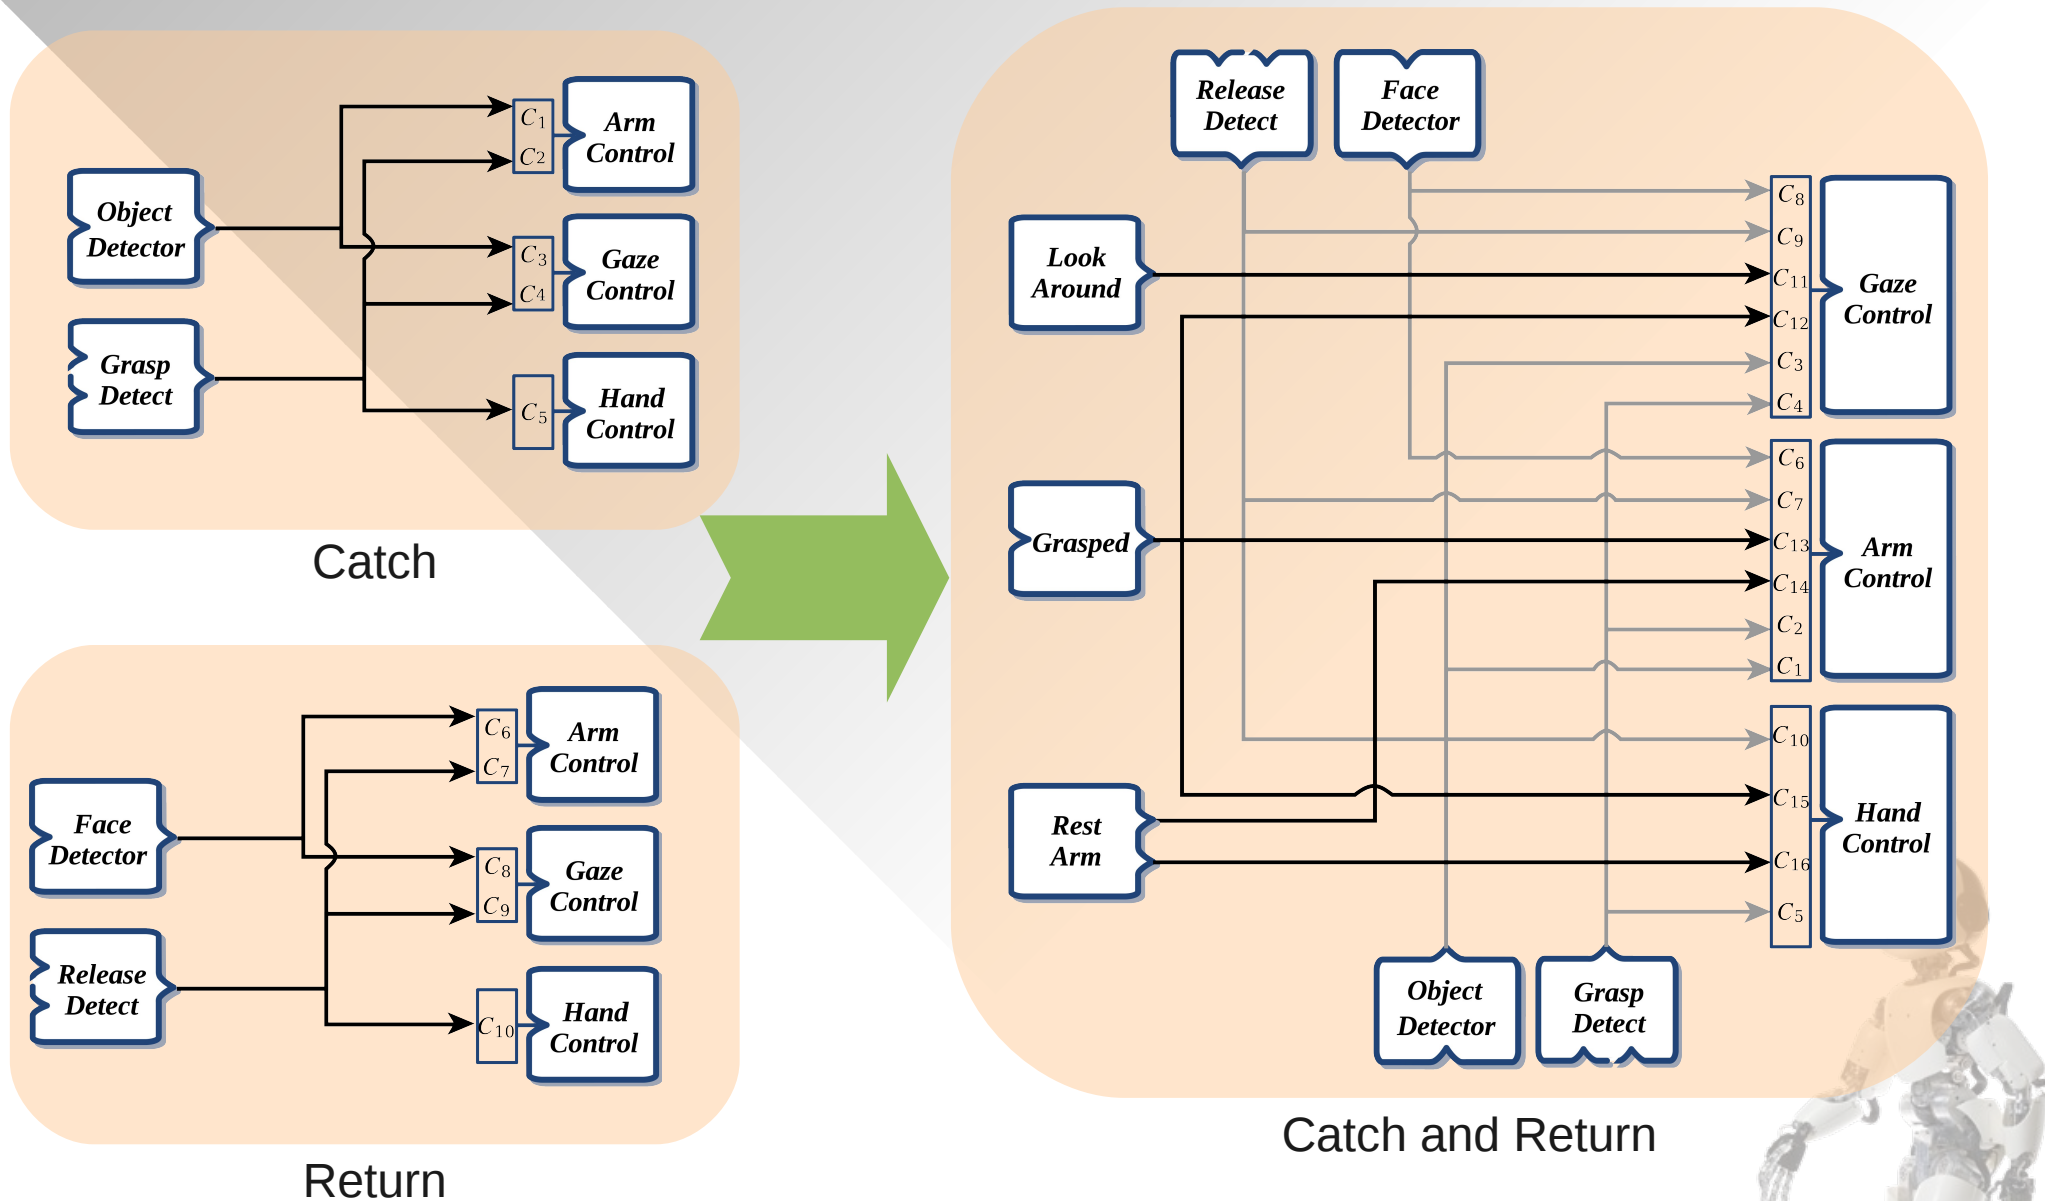 Object
Detector
Grasp
Detect
C1
C2
Arm
Control
C3
C4
Gaze
Control
C5
Hand
Control
Catch
Face
Detector
Release
Detect
C6
C7
Arm
Control
C8
C9
Gaze
Control
C10
Hand
Control
Return
Release
Detect
Face
Detector
Look
Around
Grasped
Rest
Arm
C8
C9
C11
C12
C3
C4
Gaze
Control
C6
C7
C13
C14
C2
C1
Arm
Control
C10
C15
C16
C5
Hand
Control
Object
Detector
Grasp
Detect
Catch and Return